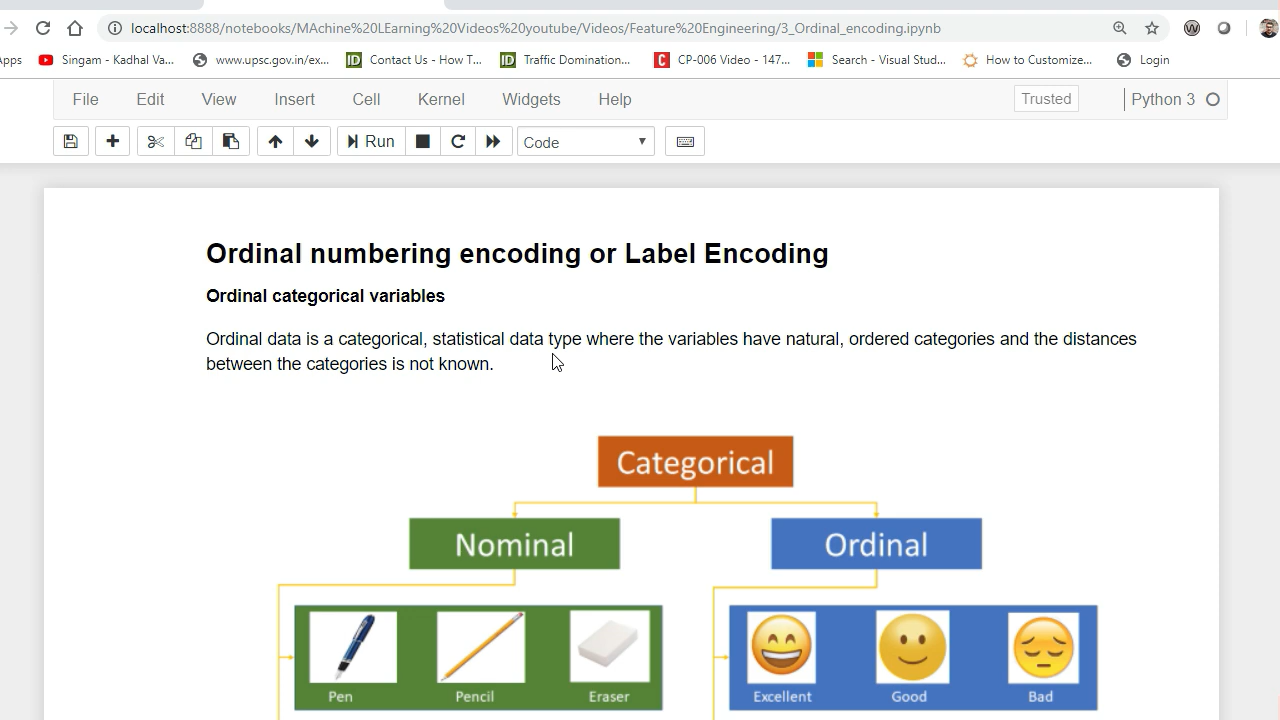 localhost:8888/notebooks/MAchine%20LEarning%20Videos%20youtube/Videos/Feature%20Engineering/3_Ordinal_encoding.ipynb
pps Singam - Kadhal Va... www.upsc.gov.in/ex... ID Contact Us - How T... ID Traffic Domination... C CP-006 Video - 147... Search - Visual Stud... How to Customize... Login
File Edit View Insert Cell Kernel Widgets Help Trusted Python 3
Run Code
Ordinal numbering encoding or Label Encoding
Ordinal categorical variables
Ordinal data is a categorical, statistical data type where the variables have natural, ordered categories and the distances
between the categories is not known.
Categorical
Nominal Ordinal
Pen Pencil Eraser Excellent Good Bad